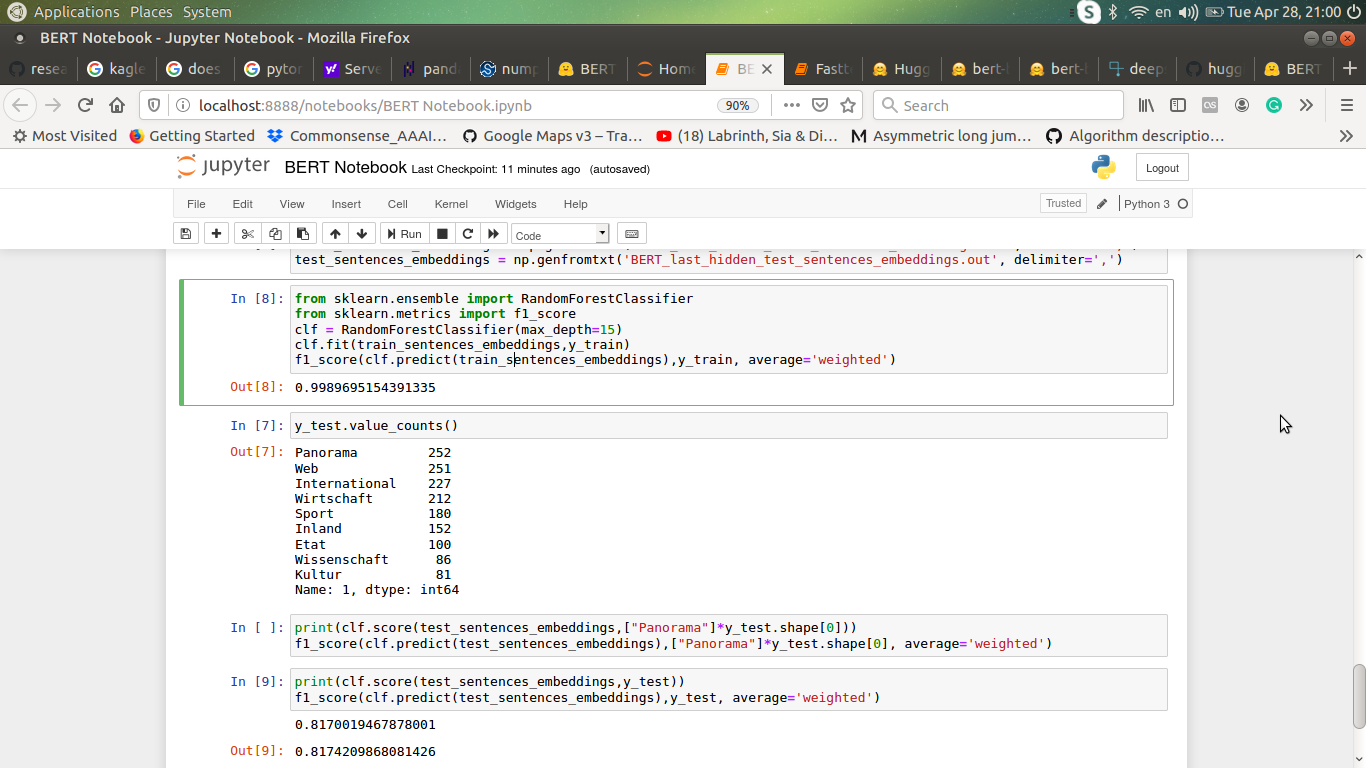 Applications Places System
en Tue Apr 28, 21:00
BERT Notebook - Jupyter Notebook - Mozilla Firefox
resea kagle does pytor Serve pand nump BERT Home BE Fastt Hugg bert- bert- deep hugg BERT
localhost:8888/notebooks/BERT Notebook.ipynb 90% Search
Most Visited Getting Started Commonsense_AAAI… Google Maps v3 – Tra… (18) Labrinth, Sia & Di… Asymmetric long jum… Algorithm descriptio…
jupyter BERT Notebook Last Checkpoint: 11 minutes ago (autosaved) Logout
File Edit View Insert Cell Kernel Widgets Help Trusted Python 3
Run Code
test_sentences_embeddings = np.genfromtxt('BERT_last_hidden_test_sentences_embeddings.out', delimiter=',')
In [8]: from sklearn.ensemble import RandomForestClassifier
from sklearn.metrics import f1_score
clf = RandomForestClassifier(max_depth=15)
clf.fit(train_sentences_embeddings,y_train)
f1_score(clf.predict(train_sentences_embeddings),y_train, average='weighted')
Out[8]: 0.9989695154391335
In [7]: y_test.value_counts()
Out[7]: Panorama 252
Web 251
International 227
Wirtschaft 212
Sport 180
Inland 152
Etat 100
Wissenschaft 86
Kultur 81
Name: 1, dtype: int64
In [ ]: print(clf.score(test_sentences_embeddings,["Panorama"]*y_test.shape[0]))
f1_score(clf.predict(test_sentences_embeddings),["Panorama"]*y_test.shape[0], average='weighted')
In [9]: print(clf.score(test_sentences_embeddings,y_test))
f1_score(clf.predict(test_sentences_embeddings),y_test, average='weighted')
0.8170019467878001
Out[9]: 0.8174209868081426